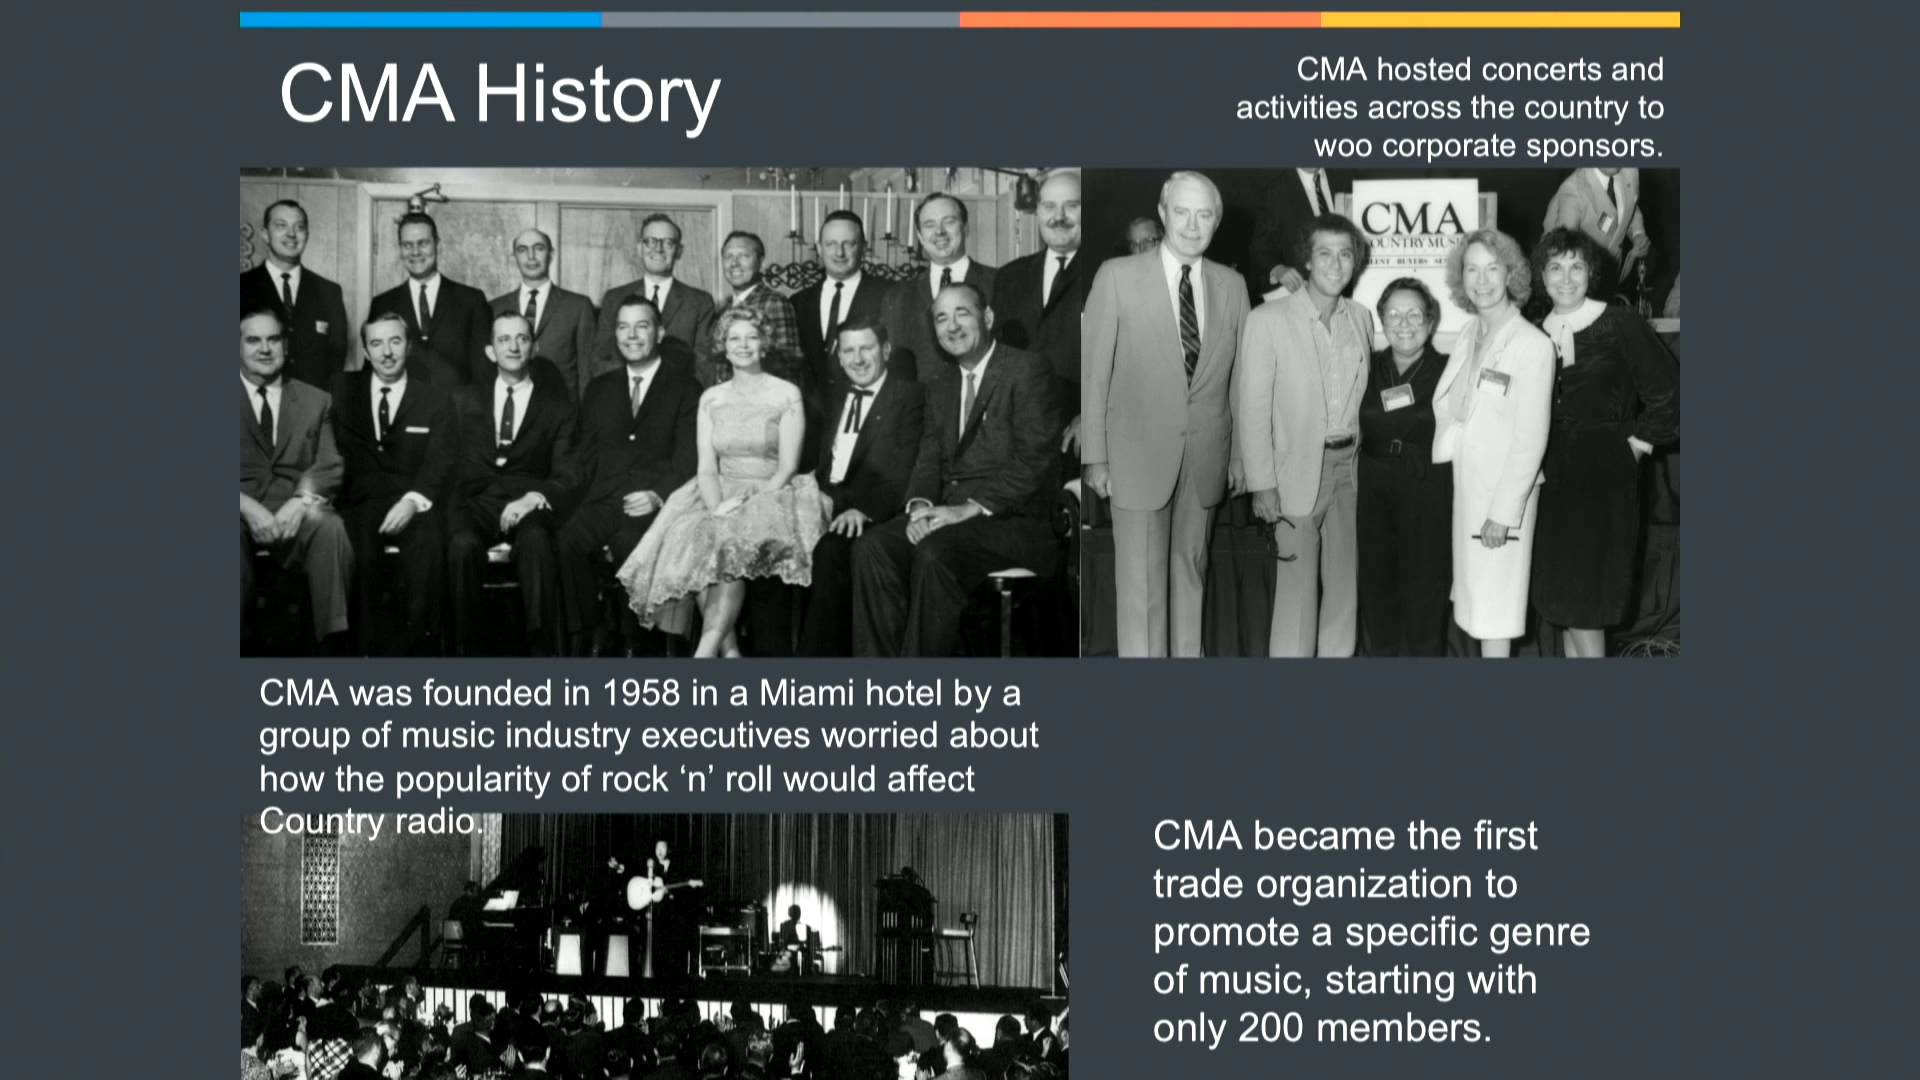 CMA History
CMA hosted concerts and
activities across the country to
woo corporate sponsors.
CMA
COUNTRY MUSIC
CMA was founded in 1958 in a Miami hotel by a
group of music industry executives worried about
how the popularity of rock ‘n’ roll would affect
Country radio.
CMA became the first
trade organization to
promote a specific genre
of music, starting with
only 200 members.